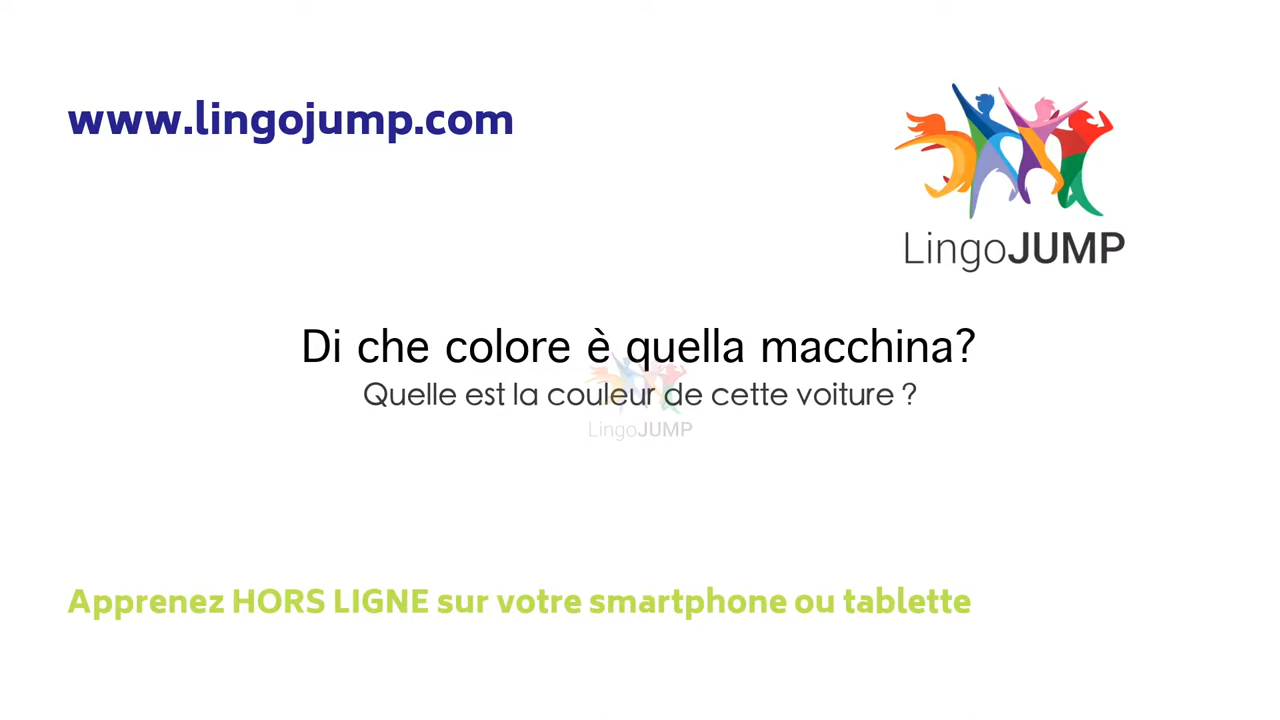 www.lingojump.com
LingoJUMP
Di che colore è quella macchina?
Quelle est la couleur de cette voiture ?
LingoJUMP
Apprenez HORS LIGNE sur votre smartphone ou tablette